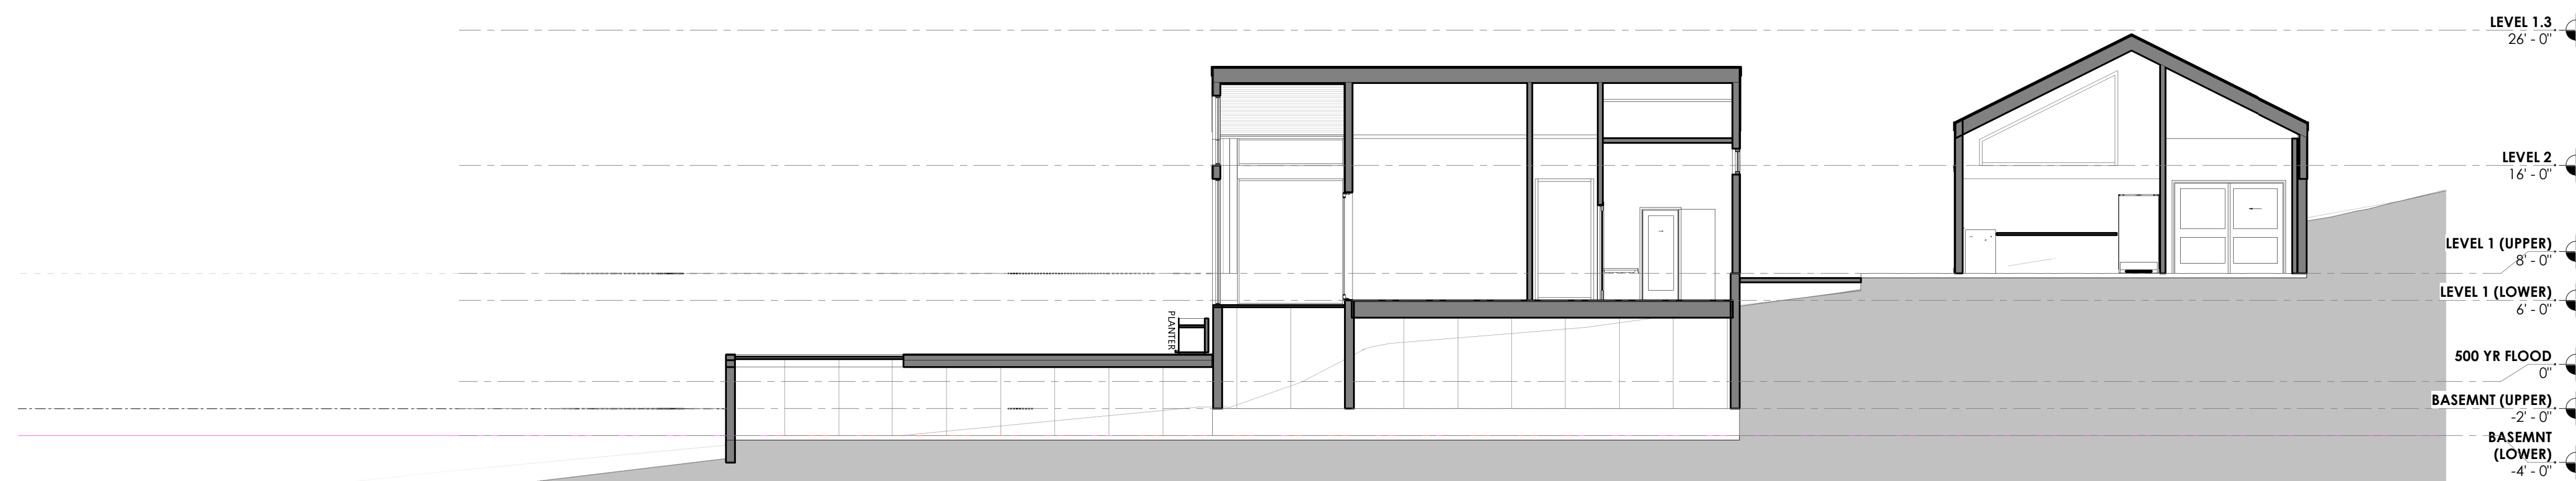 LEVEL 1.3
26' - 0"
LEVEL 2
16' - 0"
LEVEL 1 (UPPER)
8' - 0"
LEVEL 1 (LOWER)
6' - 0"
PLANTER
500 YR FLOOD
0"
BASEMNT (UPPER)
-2' - 0"
BASEMNT
(LOWER)
-4' - 0"